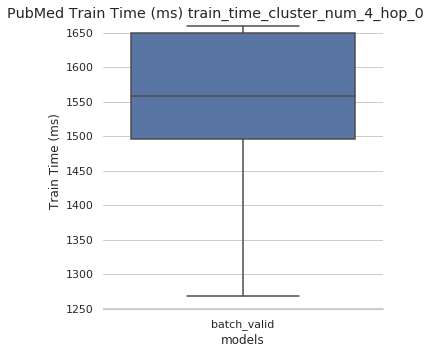 PubMed Train Time (ms) train_time_cluster_num_4_hop_0
1650
1600
1550
1500
1450
1400
1350
1300
1250
Train Time (ms)
batch_valid
models